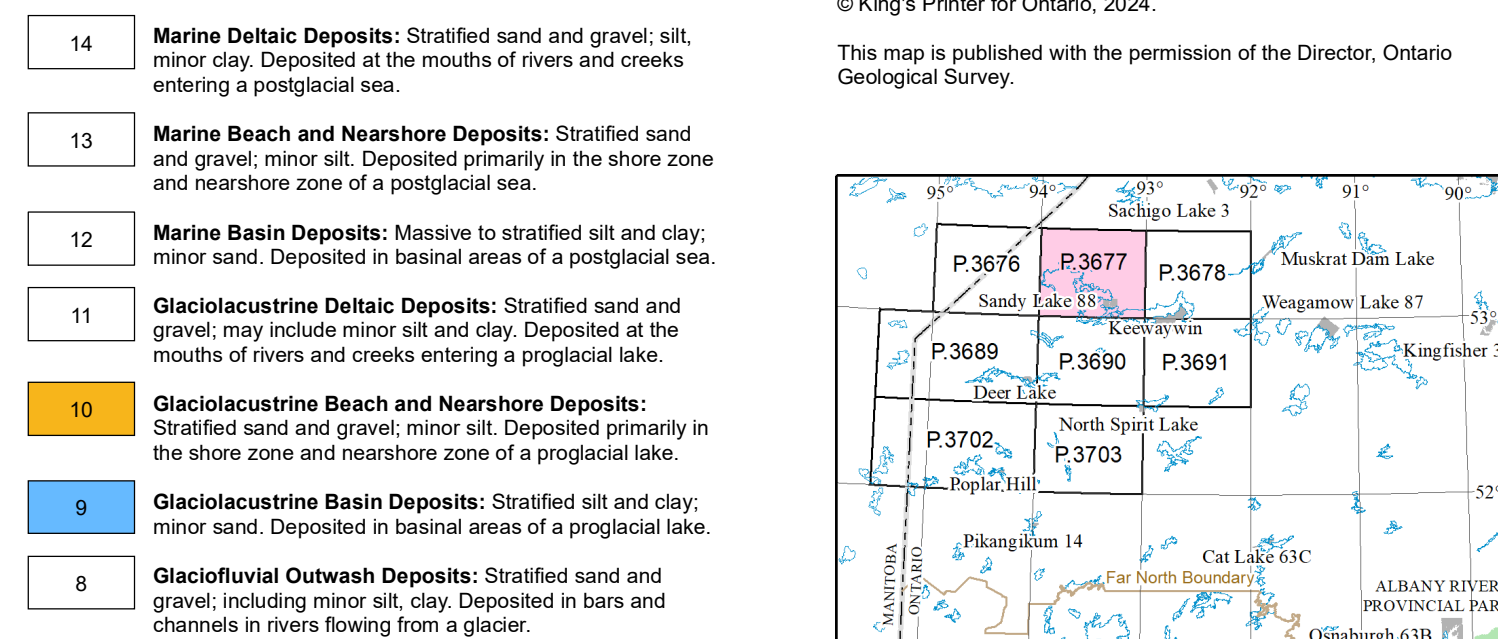 14
Marine Deltaic Deposits: Stratified sand and gravel; silt,
minor clay. Deposited at the mouths of rivers and creeks
entering a postglacial sea.
13
Marine Beach and Nearshore Deposits: Stratified sand
and gravel; minor silt. Deposited primarily in the shore zone
and nearshore zone of a postglacial sea.
12
Marine Basin Deposits: Massive to stratified silt and clay;
minor sand. Deposited in basinal areas of a postglacial sea.
11
Glaciolacustrine Deltaic Deposits: Stratified sand and
gravel; may include minor silt and clay. Deposited at the
mouths of rivers and creeks entering a proglacial lake.
10
Glaciolacustrine Beach and Nearshore Deposits:
Stratified sand and gravel; minor silt. Deposited primarily in
the shore zone and nearshore zone of a proglacial lake.
9
Glaciolacustrine Basin Deposits: Stratified silt and clay;
minor sand. Deposited in basinal areas of a proglacial lake.
8
Glaciofluvial Outwash Deposits: Stratified sand and
gravel; including minor silt, clay. Deposited in bars and
channels in rivers flowing from a glacier.
© King's Printer for Ontario, 2024.
This map is published with the permission of the Director, Ontario
Geological Survey.
95° 94° 93° 92° 91° 90°
Sachigo Lake 3
P.3676 P.3677 P.3678
Muskrat Dam Lake
Sandy Lake 88
Weagamow Lake 87
53°
Keewaywin
P.3689 P.3690 P.3691
Kingfisher 3
Deer Lake
North Spirit Lake
P.3702 P.3703
Poplar Hill
52°
Pikangikum 14
Cat Lake 63C
MANITOBA
ONTARIO
Far North Boundary
ALBANY RIVER
PROVINCIAL PAR
Osnaburgh 63B